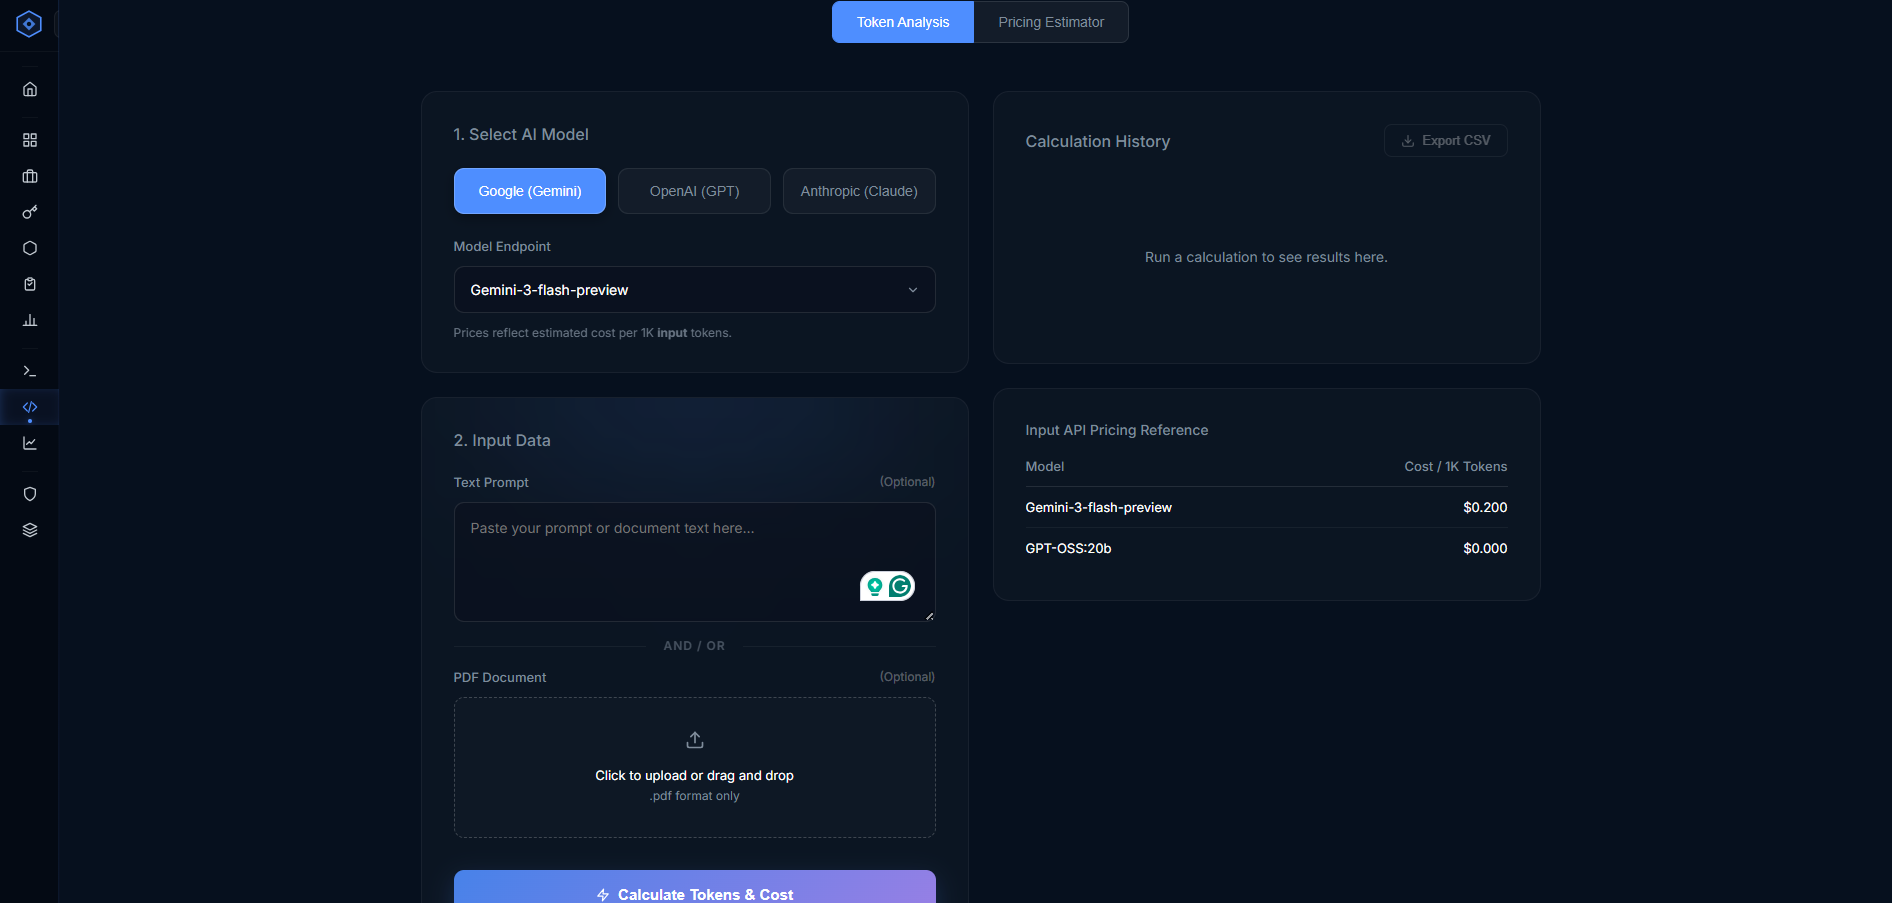 Token Analysis
Pricing Estimator
1. Select AI Model
Google (Gemini)
OpenAI (GPT)
Anthropic (Claude)
Model Endpoint
Gemini-3-flash-preview
Prices reflect estimated cost per 1K input tokens.
2. Input Data
Text Prompt
(Optional)
Paste your prompt or document text here...
AND / OR
PDF Document
(Optional)
Click to upload or drag and drop
.pdf format only
Calculate Tokens & Cost
Calculation History
Export CSV
Run a calculation to see results here.
Input API Pricing Reference
Model
Cost / 1K Tokens
Gemini-3-flash-preview
$0.200
GPT-OSS:20b
$0.000